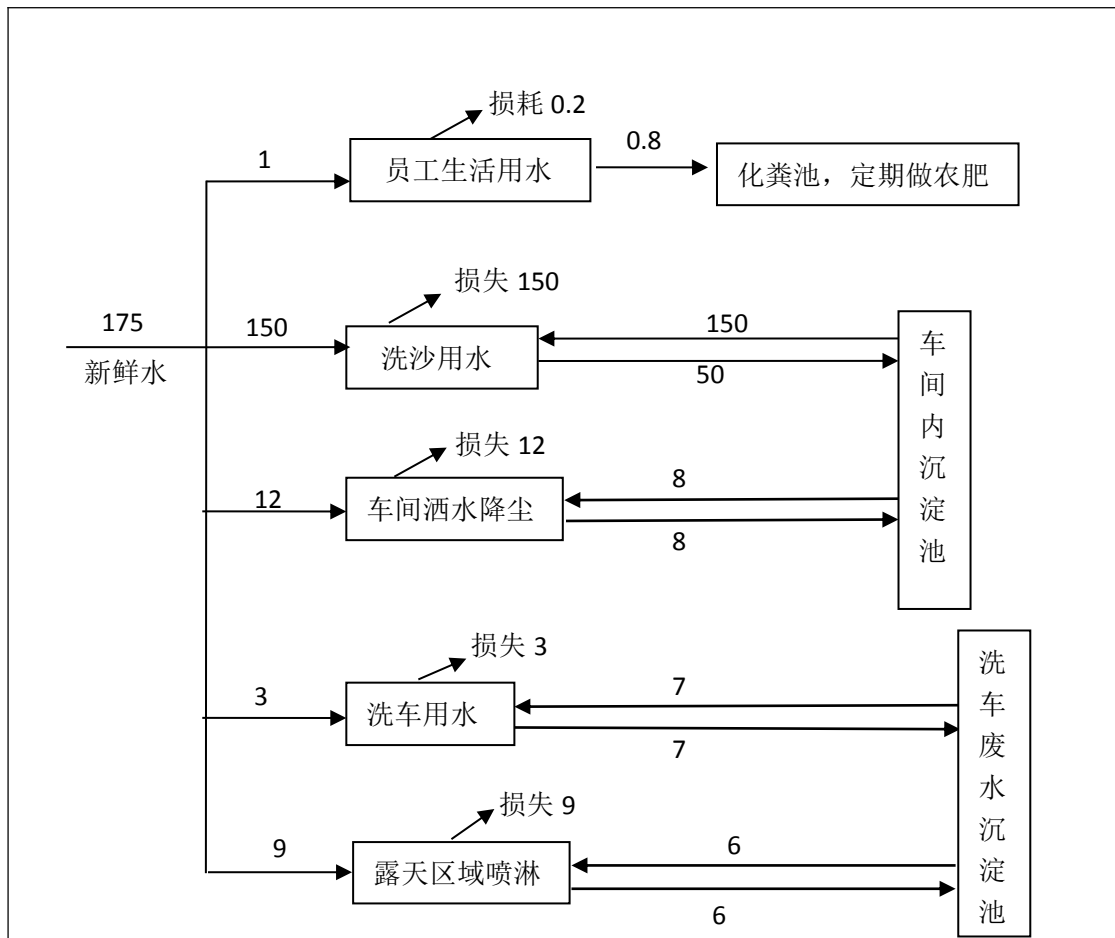 损耗 0.2
1
员工生活用水
0.8
化粪池，定期做农肥
损失 150
175
新鲜水
150
洗沙用水
150
50
车间内沉淀池
损失 12
12
车间洒水降尘
8
8
损失 3
3
洗车用水
7
7
洗车废水沉淀池
损失 9
9
露天区域喷淋
6
6